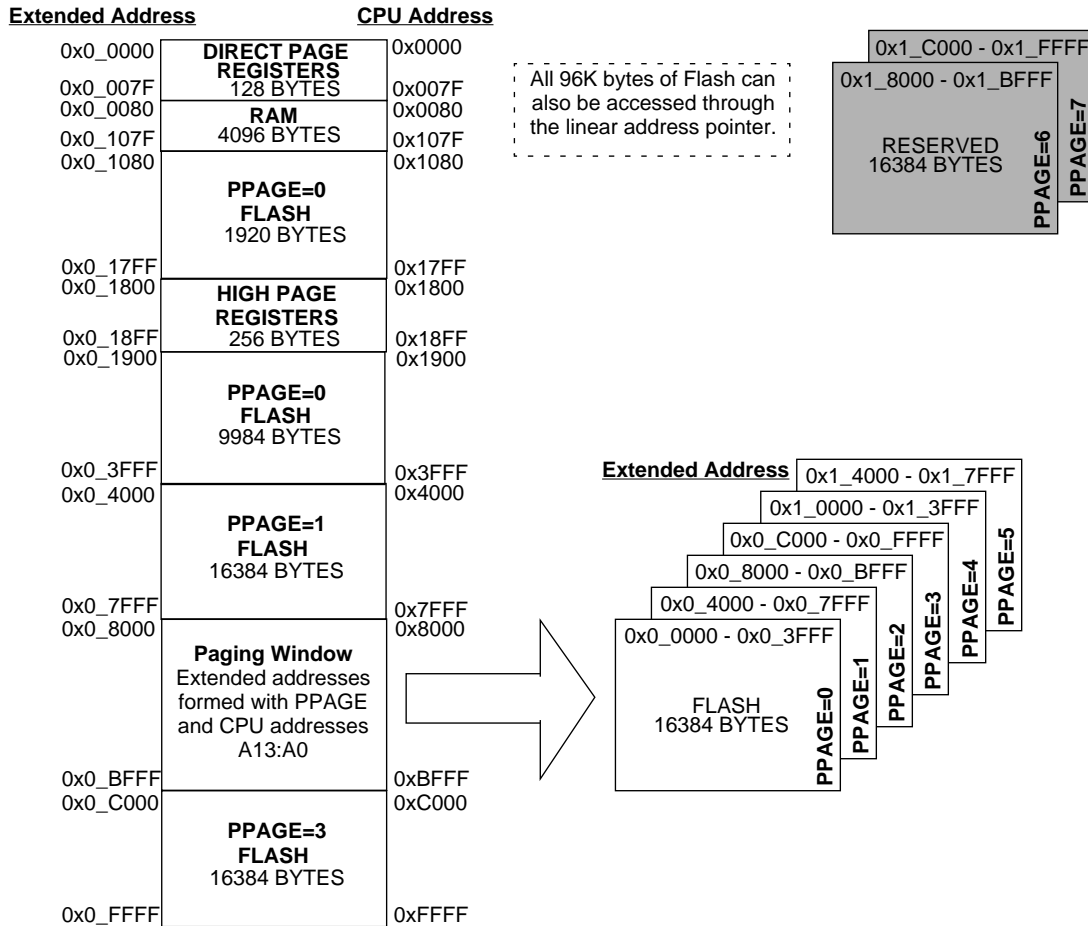 Extended Address
CPU Address
0x0_0000
DIRECT PAGE
REGISTERS
128 BYTES
0x0000
0x0_007F
0x007F
0x0_0080
RAM
4096 BYTES
0x0080
0x0_107F
0x107F
0x0_1080
0x1080
PPAGE=0
FLASH
1920 BYTES
0x0_17FF
0x17FF
0x0_1800
0x1800
HIGH PAGE
REGISTERS
256 BYTES
0x0_18FF
0x18FF
0x0_1900
0x1900
PPAGE=0
FLASH
9984 BYTES
0x0_3FFF
0x3FFF
0x0_4000
0x4000
PPAGE=1
FLASH
16384 BYTES
0x0_7FFF
0x7FFF
0x0_8000
0x8000
Paging Window
Extended addresses
formed with PPAGE
and CPU addresses
A13:A0
0x0_BFFF
0xBFFF
0x0_C000
0xC000
PPAGE=3
FLASH
16384 BYTES
0x0_FFFF
0xFFFF
All 96K bytes of Flash can
also be accessed through
the linear address pointer.
0x1_C000 - 0x1_FFFF
0x1_8000 - 0x1_BFFF
RESERVED
16384 BYTES
PPAGE=6
PPAGE=7
Extended Address
0x1_4000 - 0x1_7FFF
0x1_0000 - 0x1_3FFF
0x0_C000 - 0x0_FFFF
0x0_8000 - 0x0_BFFF
0x0_4000 - 0x0_7FFF
0x0_0000 - 0x0_3FFF
FLASH
16384 BYTES
PPAGE=0
PPAGE=1
PPAGE=2
PPAGE=3
PPAGE=4
PPAGE=5